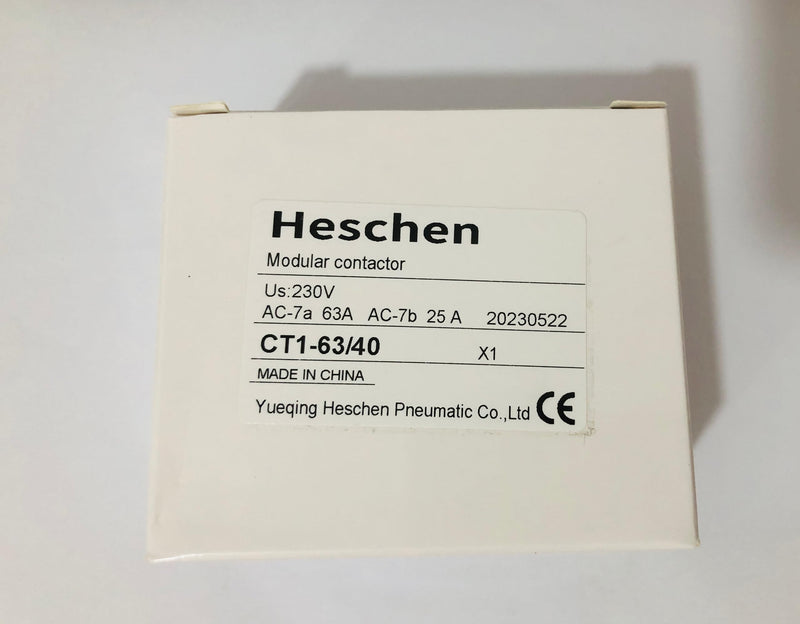 Heschen
Modular contactor
Us:230V
AC-7a 63A AC-7b 25 A 20230522
CT1-63/40 X1
MADE IN CHINA
Yueqing Heschen Pneumatic Co.,Ltd CE